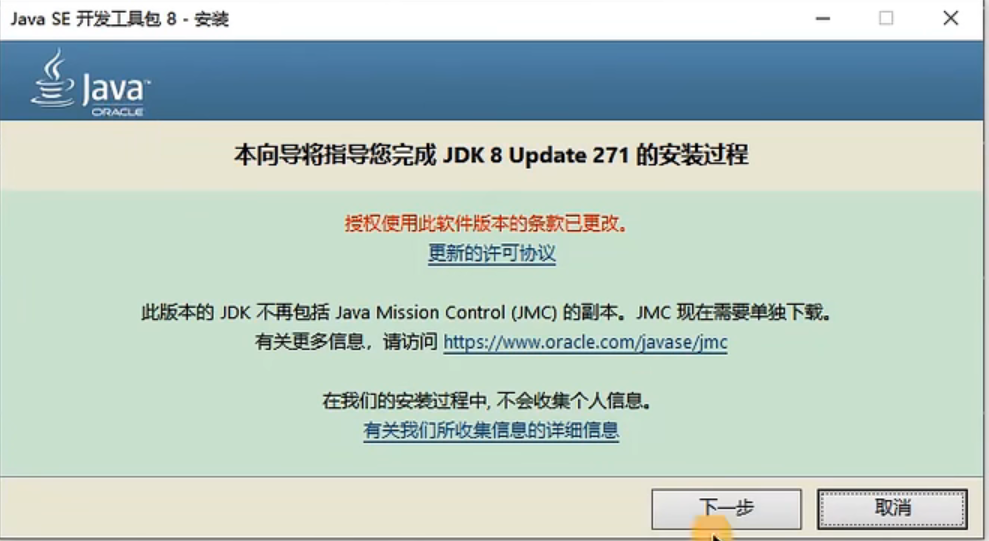 Java SE 开发工具包 8 - 安装
Java™
ORACLE
本向导将指导您完成 JDK 8 Update 271 的安装过程
授权使用此软件版本的条款已更改。
更新的许可协议
此版本的 JDK 不再包括 Java Mission Control (JMC) 的副本。JMC 现在需要单独下载。
有关更多信息，请访问 https://www.oracle.com/javase/jmc
在我们的安装过程中, 不会收集个人信息。
有关我们所收集信息的详细信息
下一步 取消